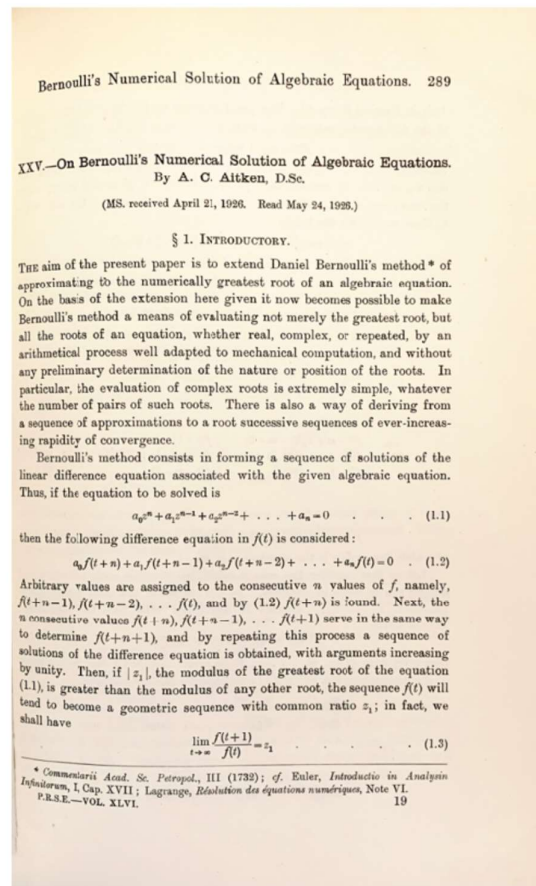 Bernoulli's Numerical Solution of Algebraic Equations. 289
XXV.—On Bernoulli's Numerical Solution of Algebraic Equations.
By A. C. Aitken, D.Sc.
(MS. received April 21, 1926. Read May 24, 1926.)
§ 1. INTRODUCTORY.
THE aim of the present paper is to extend Daniel Bernoulli's method * of
approximating to the numerically greatest root of an algebraic equation.
On the basis of the extension here given it now becomes possible to make
Bernoulli's method a means of evaluating not merely the greatest root, but
all the roots of an equation, whether real, complex, or repeated, by an
arithmetical process well adapted to mechanical computation, and without
any preliminary determination of the nature or position of the roots. In
particular, the evaluation of complex roots is extremely simple, whatever
the number of pairs of such roots. There is also a way of deriving from
a sequence of approximations to a root successive sequences of ever-increas-
ing rapidity of convergence.
Bernoulli's method consists in forming a sequence of solutions of the
linear difference equation associated with the given algebraic equation.
Thus, if the equation to be solved is
a₀zⁿ + a₁zⁿ⁻¹ + a₂zⁿ⁻² + . . . + aₙ = 0 . . . (1.1)
then the following difference equation in f(t) is considered :
a₀f(t + n) + a₁f(t + n − 1) + a₂f(t + n − 2) + . . . + aₙf(t) = 0 . (1.2)
Arbitrary values are assigned to the consecutive n values of f, namely,
f(t+n−1), f(t+n−2), . . . f(t), and by (1.2) f(t+n) is found. Next, the
n consecutive values f(t+n), f(t+n−1), . . . f(t+1) serve in the same way
to determine f(t+n+1), and by repeating this process a sequence of
solutions of the difference equation is obtained, with arguments increasing
by unity. Then, if | z₁ |, the modulus of the greatest root of the equation
(1.1), is greater than the modulus of any other root, the sequence f(t) will
tend to become a geometric sequence with common ratio z₁ ; in fact, we
shall have
lim t→∞ f(t+1)/f(t) = z₁ . . . . . (1.3)
* Commentarii Acad. Sc. Petropol., III (1732) ; cf. Euler, Introductio in Analysin
Infinitorum, I, Cap. XVII ; Lagrange, Résolution des équations numériques, Note VI.
P.R.S.E.—VOL. XLVI. 19